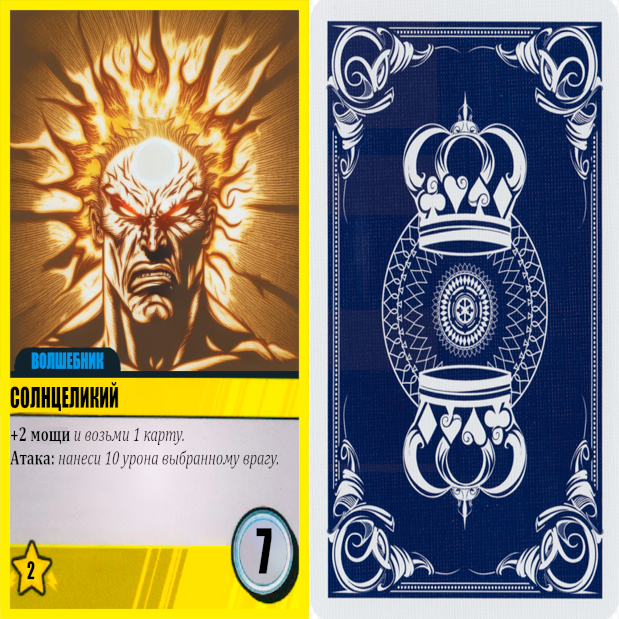 ВОЛШЕБНИК
СОЛНЦЕЛИКИЙ
+2 мощи и возьми 1 карту.
Атака: нанеси 10 урона выбранному врагу.
7
2